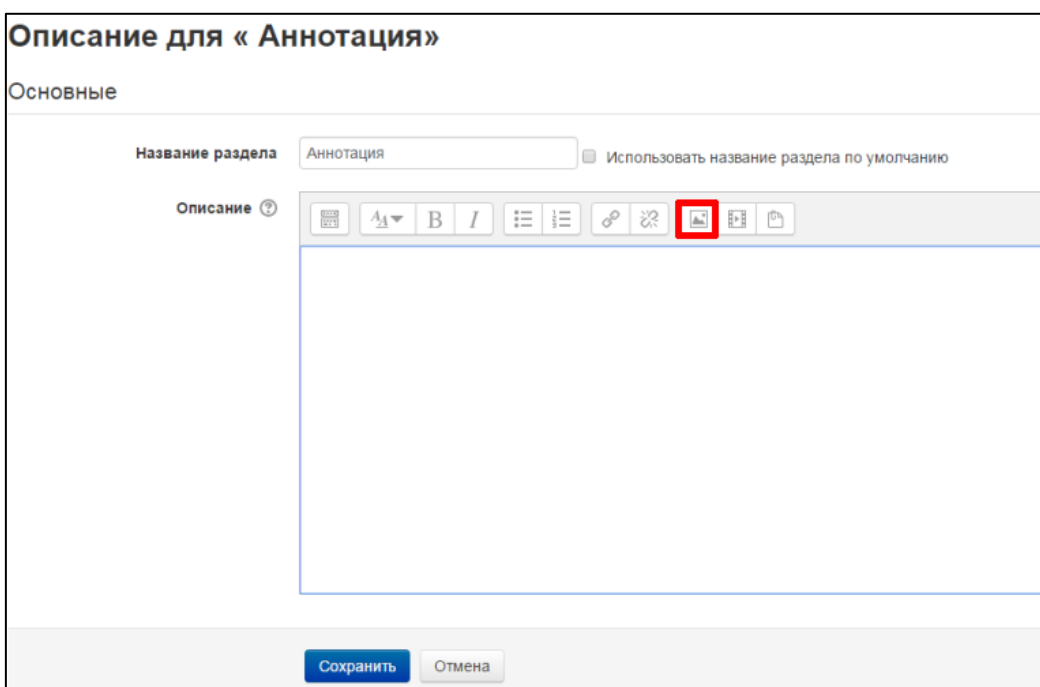 Описание для « Аннотация»
Основные
Название раздела Аннотация Использовать название раздела по умолчанию
Описание
Сохранить Отмена